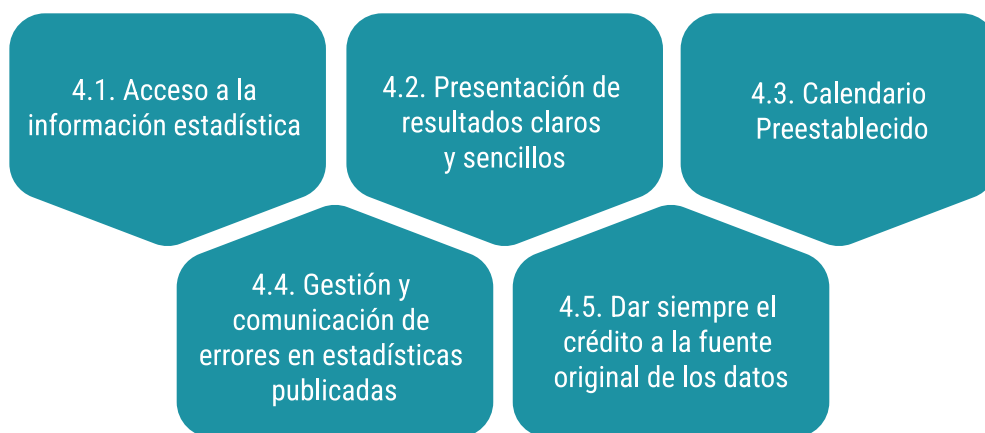 4.1. Acceso a la
información estadística
4.2. Presentación de
resultados claros
y sencillos
4.3. Calendario
Preestablecido
4.4. Gestión y
comunicación de
errores en estadísticas
publicadas
4.5. Dar siempre el
crédito a la fuente
original de los datos